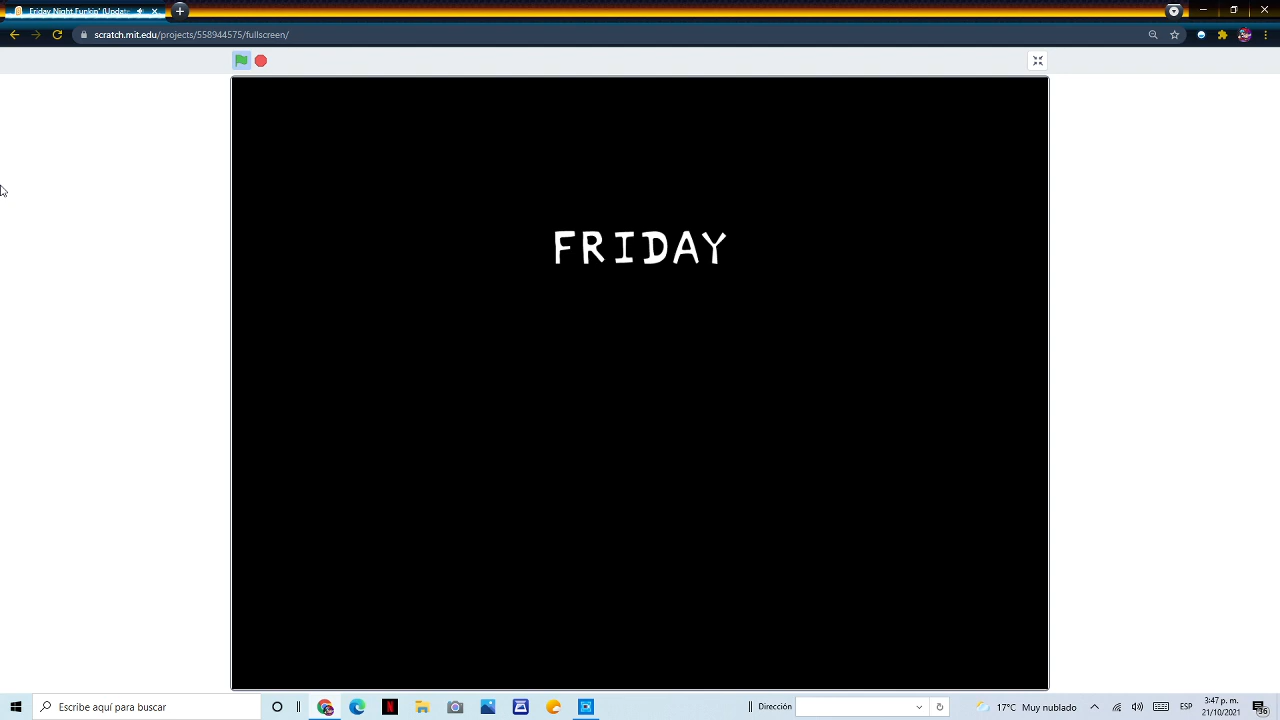 Friday Night Funkin' (Updat
scratch.mit.edu/projects/558944575/fullscreen/
FRIDAY
Escribe aquí para buscar
Dirección
17°C Muy nublado
ESP
3:47 p. m.
21/10/2021